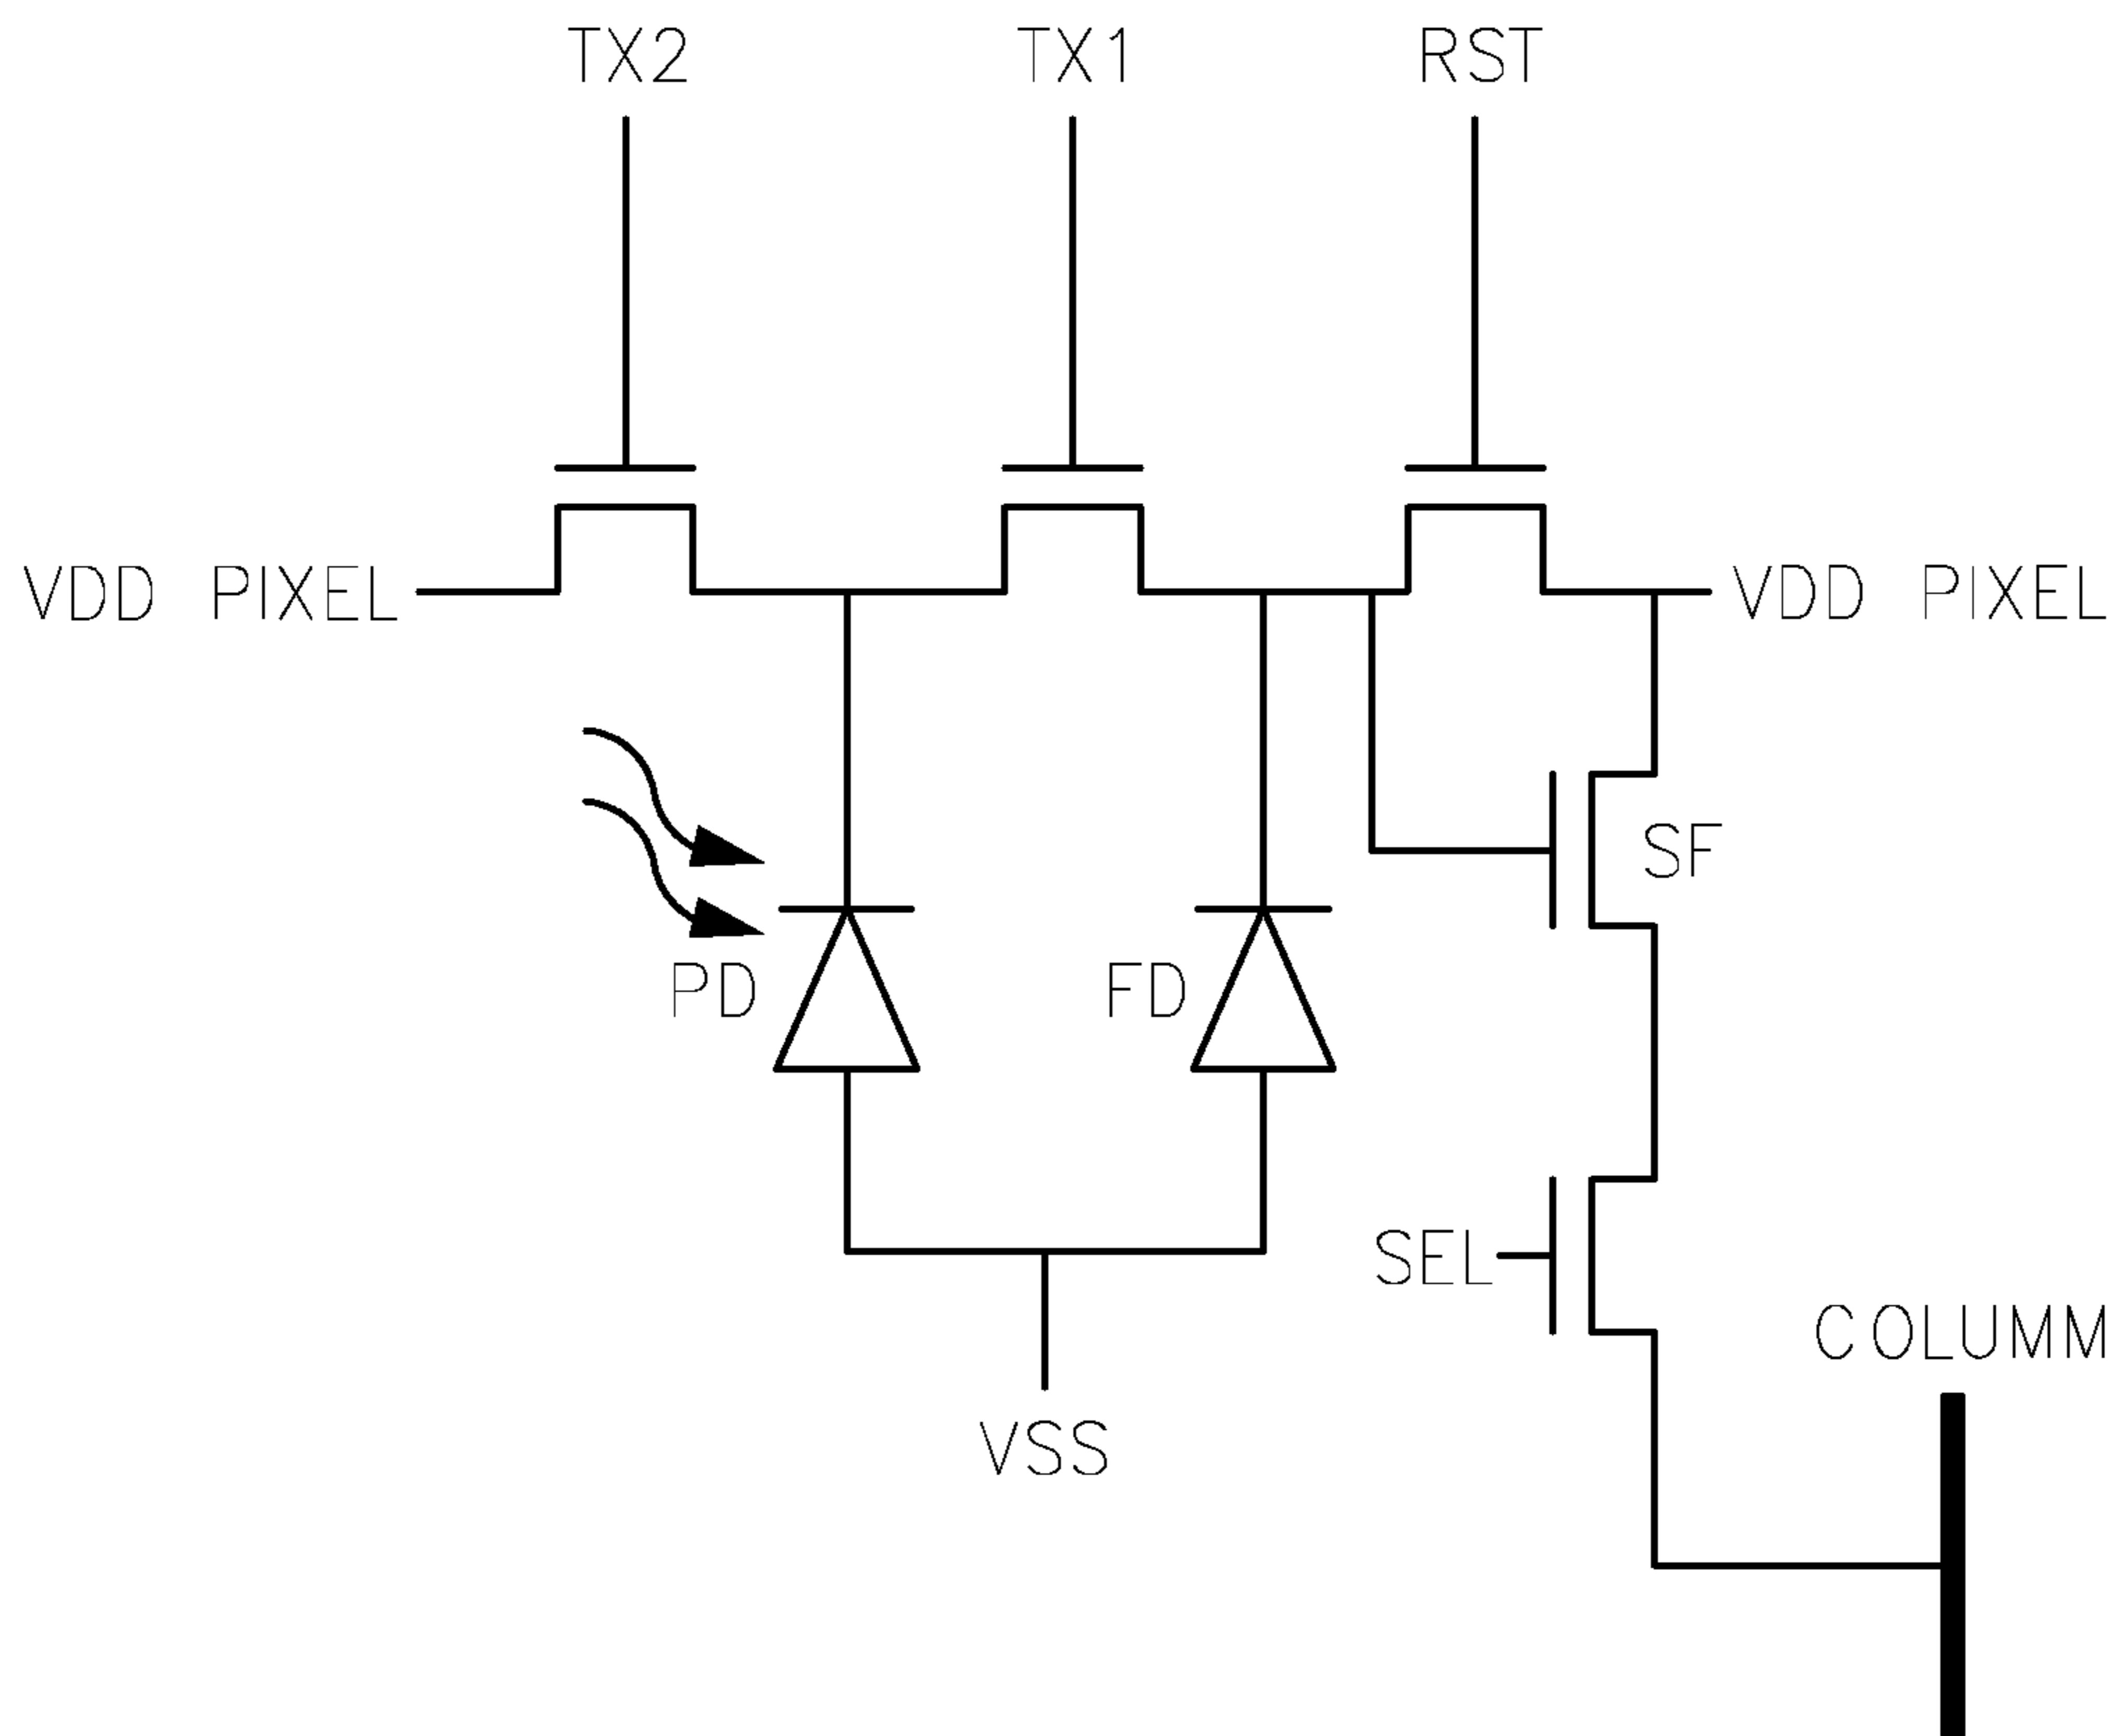 TX2 TX1 RST
VDD PIXEL VDD PIXEL
SF
PD FD
SEL
COLUMM
VSS